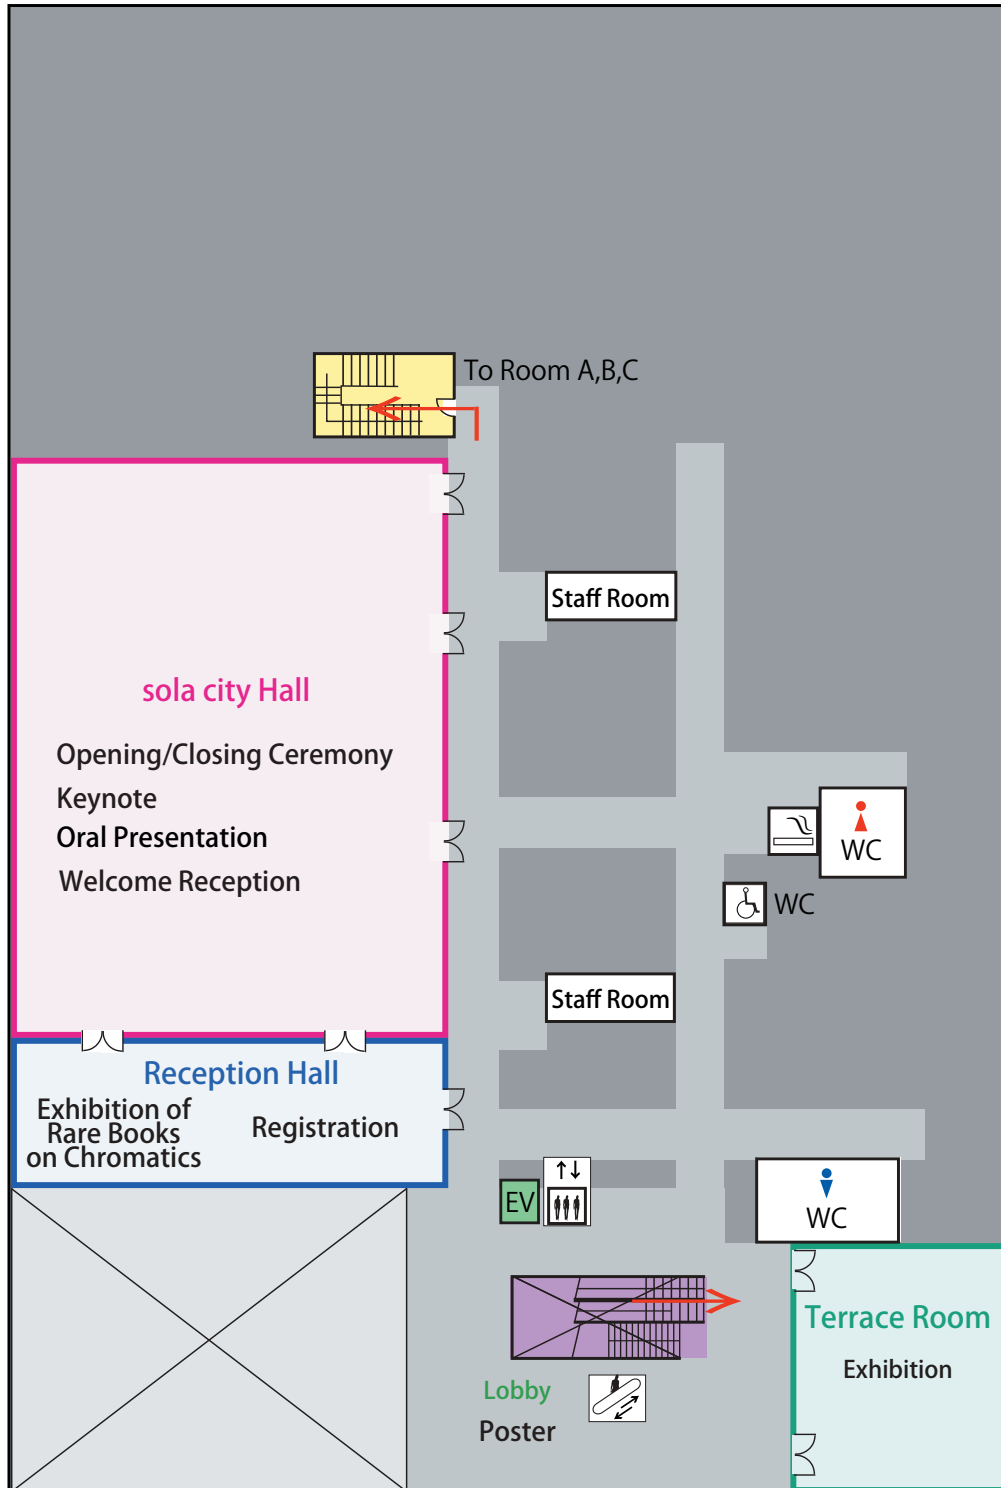 To Room A,B,C
Staff Room
sola city Hall
Opening/Closing Ceremony
Keynote
Oral Presentation
Welcome Reception
WC
WC
Staff Room
Reception Hall
Exhibition of
Rare Books
on Chromatics
Registration
EV
WC
Terrace Room
Exhibition
Lobby
Poster